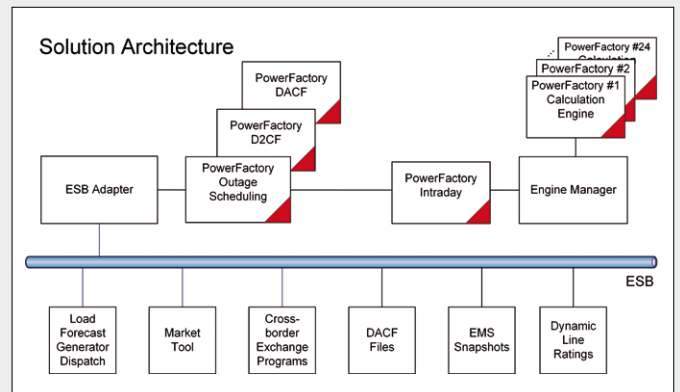 Solution Architecture
PowerFactory
DACF
PowerFactory
D2CF
PowerFactory
Outage
Scheduling
ESB Adapter
PowerFactory
Intraday
Engine Manager
PowerFactory #24
Calculation
PowerFactory #2
PowerFactory #1
Calculation
Engine
ESB
Load
Forecast
Generator
Dispatch
Market
Tool
Cross-
border
Exchange
Programs
DACF
Files
EMS
Snapshots
Dynamic
Line
Ratings